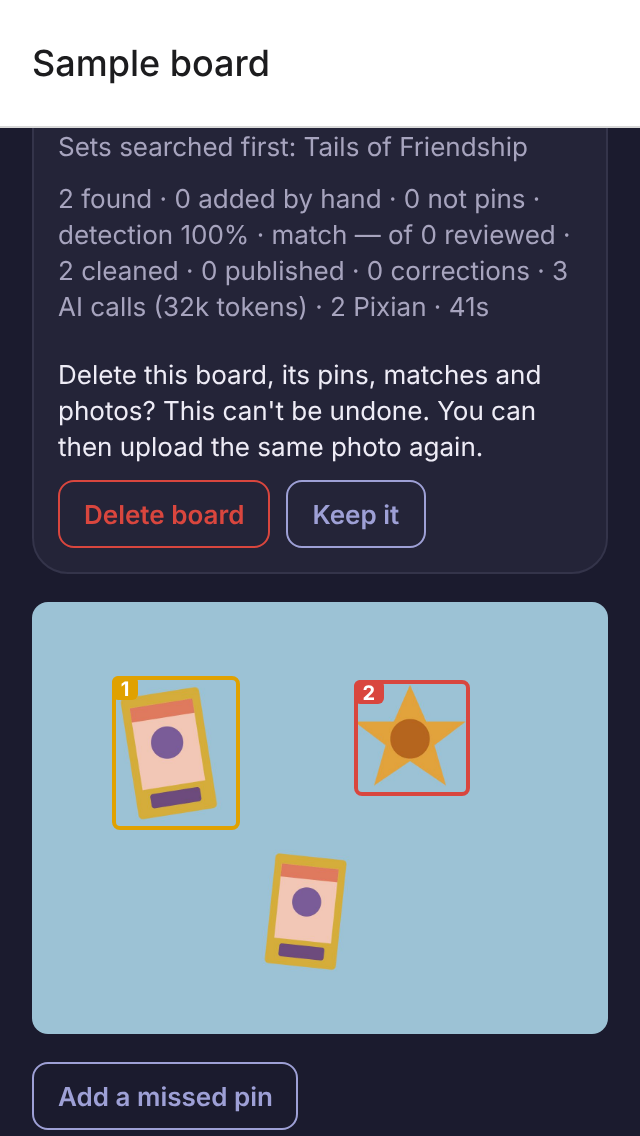 Sample board
Sets searched first: Tails of Friendship
2 found · 0 added by hand · 0 not pins ·
detection 100% · match — of 0 reviewed ·
2 cleaned · 0 published · 0 corrections · 3
AI calls (32k tokens) · 2 Pixian · 41s
Delete this board, its pins, matches and
photos? This can't be undone. You can
then upload the same photo again.
Delete board
Keep it
1
2
Add a missed pin